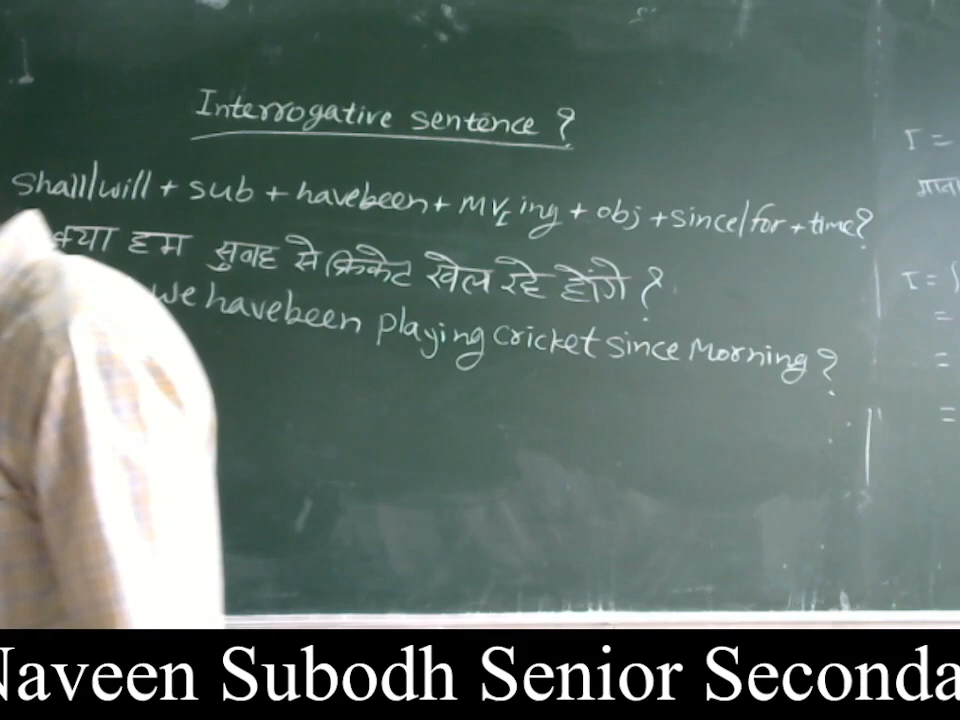 Interrogative sentence ?
Shall/will + sub + havebeen + MV ing + obj + since/for + time?
क्या हम सुबह से क्रिकेट खेल रहे होंगे ?
we havebeen playing cricket since Morning ?
I =
I =
=
=
=
Naveen Subodh Senior Seconda